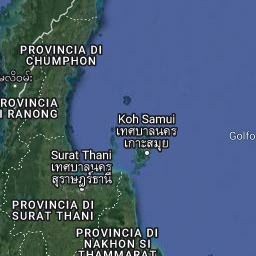 PROVINCIA DI
CHUMPHON
PROVINCIA
I RANONG
Koh Samui
เทศบาลนคร
เกาะสมุย
Golfo
Surat Thani
เทศบาลนคร
สุราษฎร์ธานี
PROVINCIA DI
SURAT THANI
PROVINCIA DI
NAKHON SI
THAMMARAT